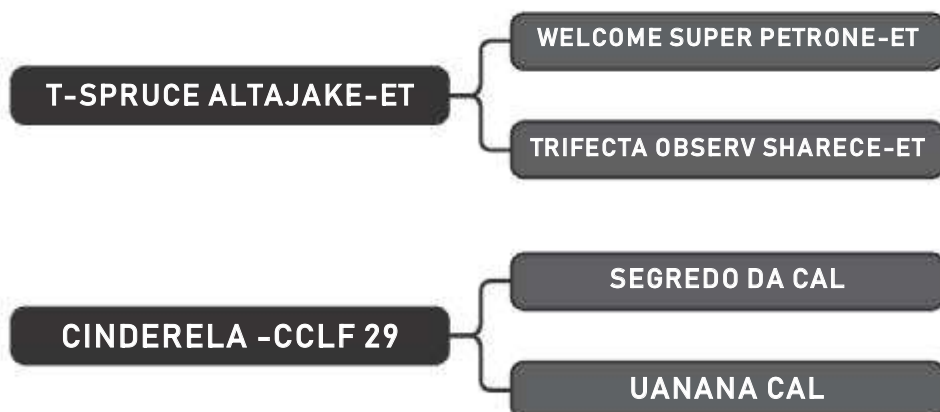 WELCOME SUPER PETRONE-ET
T-SPRUCE ALTAJAKE-ET
TRIFECTA OBSERV SHARECE-ET
SEGREDO DA CAL
CINDERELA -CCLF 29
UANANA CAL